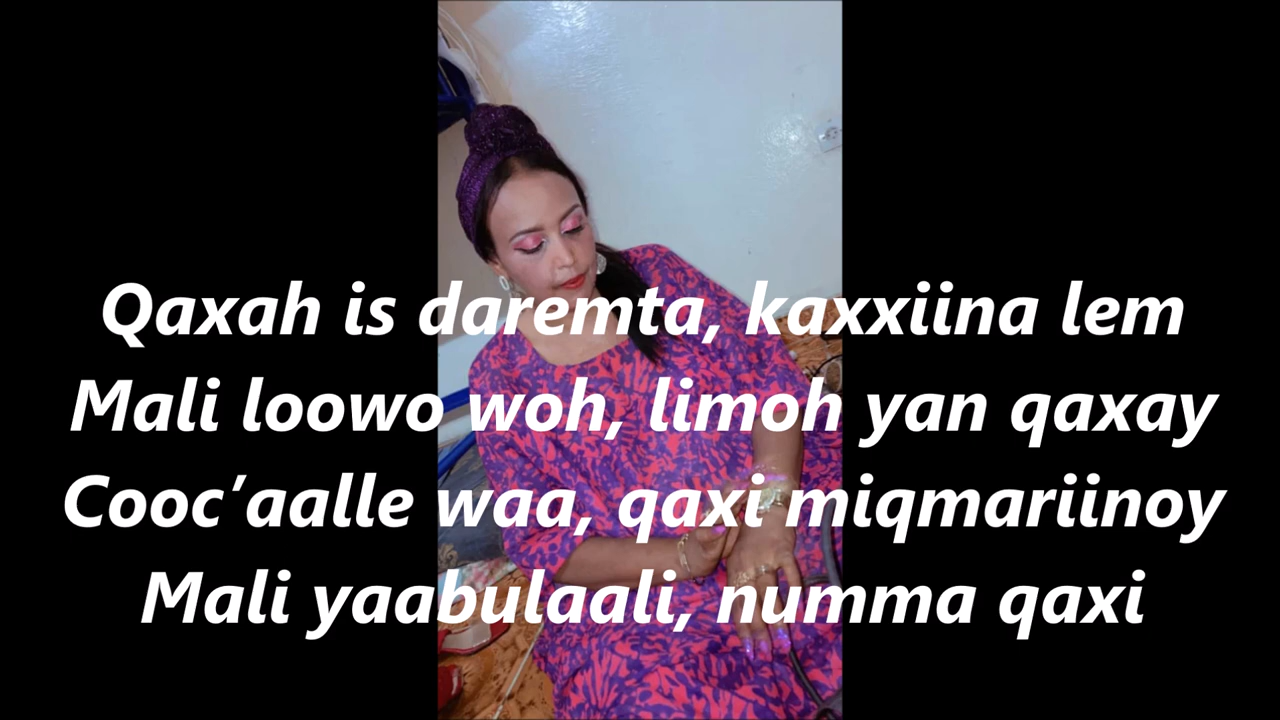 Qaxah is daremta, kaxxiina lem
Mali loowo woh, limoh yan qaxay
Cooc’aalle waa, qaxi miqmariinoy
Mali yaabulaali, numma qaxi